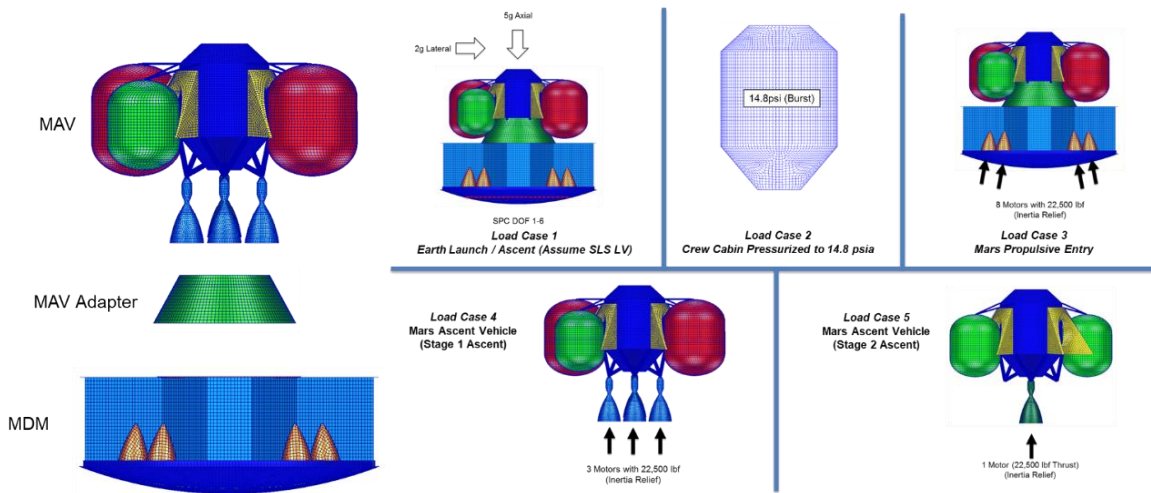 MAV
MAV Adapter
MDM
5g Axial
2g Lateral
SPC DOF 1-6
Load Case 1
Earth Launch / Ascent (Assume SLS LV)
14.8psi (Burst)
Load Case 2
Crew Cabin Pressurized to 14.8 psia
8 Motors with 22,500 lbf
(Inertia Relief)
Load Case 3
Mars Propulsive Entry
Load Case 4
Mars Ascent Vehicle
(Stage 1 Ascent)
3 Motors with 22,500 lbf
(Inertia Relief)
Load Case 5
Mars Ascent Vehicle
(Stage 2 Ascent)
1 Motor (22,500 lbf Thrust)
(Inertia Relief)